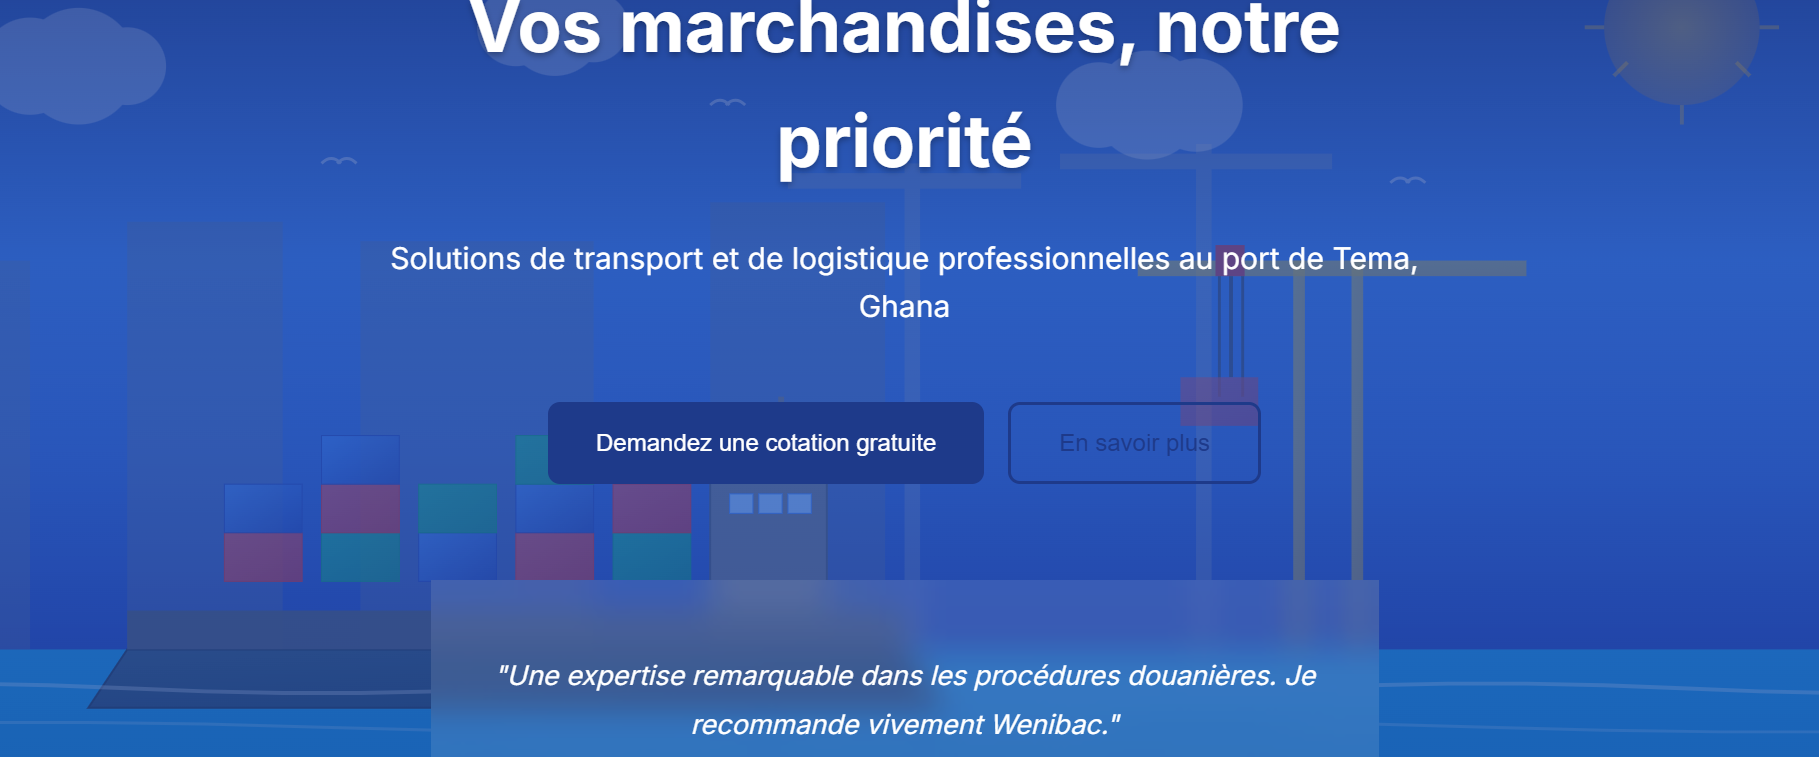 Vos marchandises, notre
priorité
Solutions de transport et de logistique professionnelles au port de Tema,
Ghana
Demandez une cotation gratuite
En savoir plus
"Une expertise remarquable dans les procédures douanières. Je
recommande vivement Wenibac."